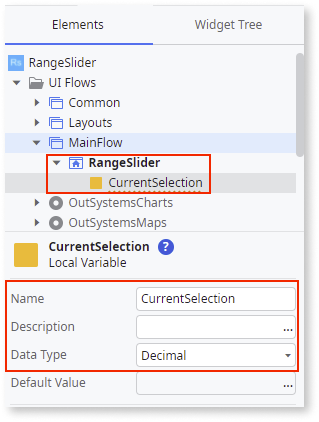 Elements Widget Tree
RangeSlider
UI Flows
Common
Layouts
MainFlow
RangeSlider
CurrentSelection
OutSystemsCharts
OutSystemsMaps
CurrentSelection ?
Local Variable
Name CurrentSelection
Description ...
Data Type Decimal
Default Value ...